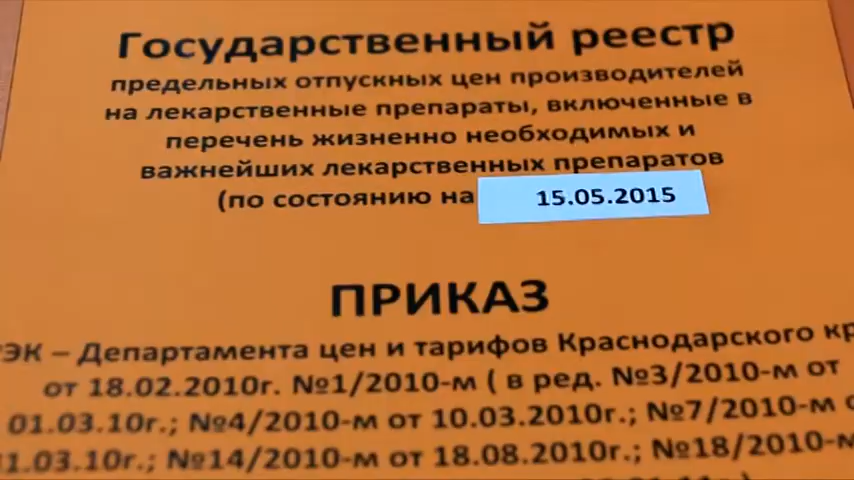 Государственный реестр
предельных отпускных цен производителей
на лекарственные препараты, включенные в
перечень жизненно необходимых и
важнейших лекарственных препаратов
(по состоянию на 15.05.2015
ПРИКАЗ
ЭК – Департамента цен и тарифов Краснодарского кр
от 18.02.2010г. №1/2010-м ( в ред. №3/2010-м от
01.03.10г.; №4/2010-м от 10.03.2010г.; №7/2010-м о
1.03.10г.; №14/2010-м от 18.08.2010г.; №18/2010-м